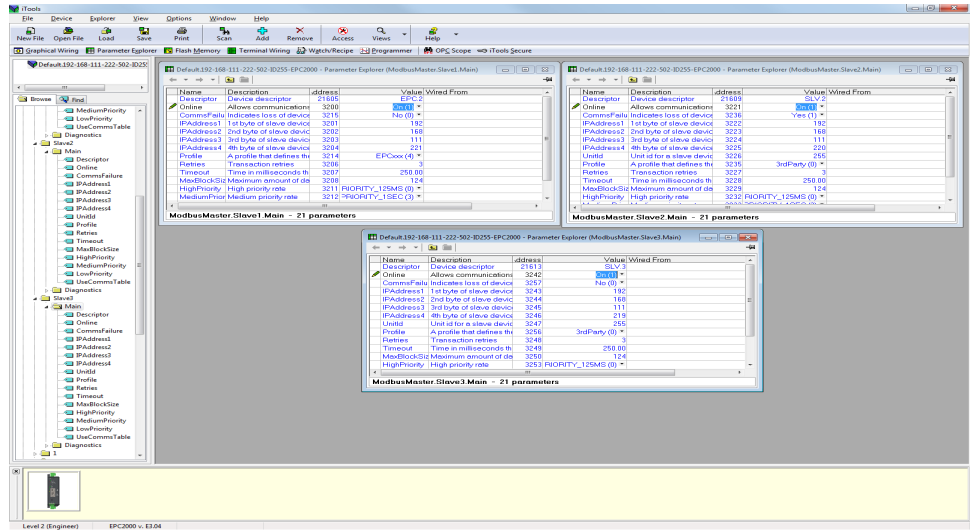 iTools
File Device Explorer View Options Window Help
New File Open File Load Save Print Scan Add Remove Access Views Help
Graphical Wiring Parameter Explorer Flash Memory Terminal Wiring Watch/Recipe Programmer OPC Scope iTools Secure
Default.192-168-111-222-502-ID255
Browse Find
MediumPriority
LowPriority
UseCommsTable
Diagnostics
Slave2
Main
Descriptor
Online
CommsFailure
IPAddress1
IPAddress2
IPAddress3
IPAddress4
UnitId
Profile
Retries
Timeout
MaxBlockSize
HighPriority
MediumPriority
LowPriority
UseCommsTable
Diagnostics
Slave3
Main
Descriptor
Online
CommsFailure
IPAddress1
IPAddress2
IPAddress3
IPAddress4
UnitId
Profile
Retries
Timeout
MaxBlockSize
HighPriority
MediumPriority
LowPriority
UseCommsTable
Diagnostics
1
Default.192-168-111-222-502-ID255-EPC2000 - Parameter Explorer (ModbusMaster.Slave1.Main)
Name Description ddress Value Wired From
Descriptor Device descriptor 21605 EPC.2
Online Allows communications 3200 On (1)
CommsFailu Indicates loss of device 3215 No (0)
IPAddress1 1st byte of slave device 3201 192
IPAddress2 2nd byte of slave device 3202 168
IPAddress3 3rd byte of slave device 3203 111
IPAddress4 4th byte of slave device 3204 221
Profile A profile that defines the 3214 EPCxxx (4)
Retries Transaction retries 3206 3
Timeout Time in milliseconds th 3207 250.00
MaxBlockSiz Maximum amount of da 3208 124
HighPriority High priority rate 3211 RIORITY_125MS (0)
MediumPrior Medium priority rate 3212 PRIORITY_1SEC (3)
ModbusMaster.Slave1.Main - 21 parameters
Default.192-168-111-222-502-ID255-EPC2000 - Parameter Explorer (ModbusMaster.Slave2.Main)
Name Description ddress Value Wired From
Descriptor Device descriptor 21609 SLV.2
Online Allows communications 3221 On (1)
CommsFailu Indicates loss of device 3236 Yes (1)
IPAddress1 1st byte of slave device 3222 192
IPAddress2 2nd byte of slave device 3223 168
IPAddress3 3rd byte of slave device 3224 111
IPAddress4 4th byte of slave device 3225 220
UnitId Unit id for a slave devic 3226 255
Profile A profile that defines the 3235 3rdParty (0)
Retries Transaction retries 3227 3
Timeout Time in milliseconds th 3228 250.00
MaxBlockSiz Maximum amount of da 3229 124
HighPriority High priority rate 3232 RIORITY_125MS (0)
ModbusMaster.Slave2.Main - 21 parameters
Default.192-168-111-222-502-ID255-EPC2000 - Parameter Explorer (ModbusMaster.Slave3.Main)
Name Description ddress Value Wired From
Descriptor Device descriptor 21613 SLV.3
Online Allows communications 3242 On (1)
CommsFailu Indicates loss of device 3257 No (0)
IPAddress1 1st byte of slave device 3243 192
IPAddress2 2nd byte of slave device 3244 168
IPAddress3 3rd byte of slave device 3245 111
IPAddress4 4th byte of slave device 3246 219
UnitId Unit id for a slave devic 3247 255
Profile A profile that defines the 3256 3rdParty (0)
Retries Transaction retries 3248 3
Timeout Time in milliseconds th 3249 250.00
MaxBlockSiz Maximum amount of da 3250 124
HighPriority High priority rate 3253 RIORITY_125MS (0)
ModbusMaster.Slave3.Main - 21 parameters
Level 2 (Engineer) EPC2000 v. E3.04